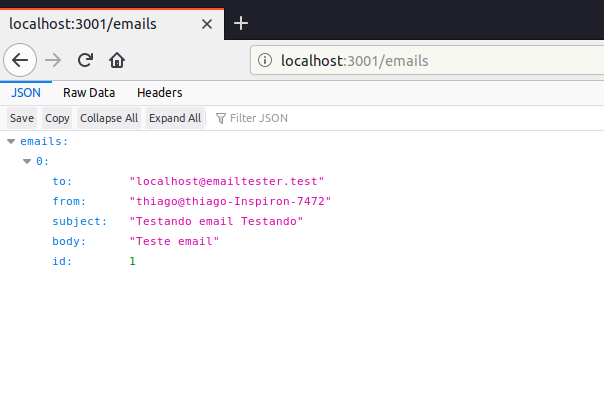 localhost:3001/emails
localhost:3001/emails
JSON Raw Data Headers
Save Copy Collapse All Expand All Filter JSON
emails:
0:
to: "localhost@emailtester.test"
from: "thiago@thiago-Inspiron-7472"
subject: "Testando email Testando"
body: "Teste email"
id: 1